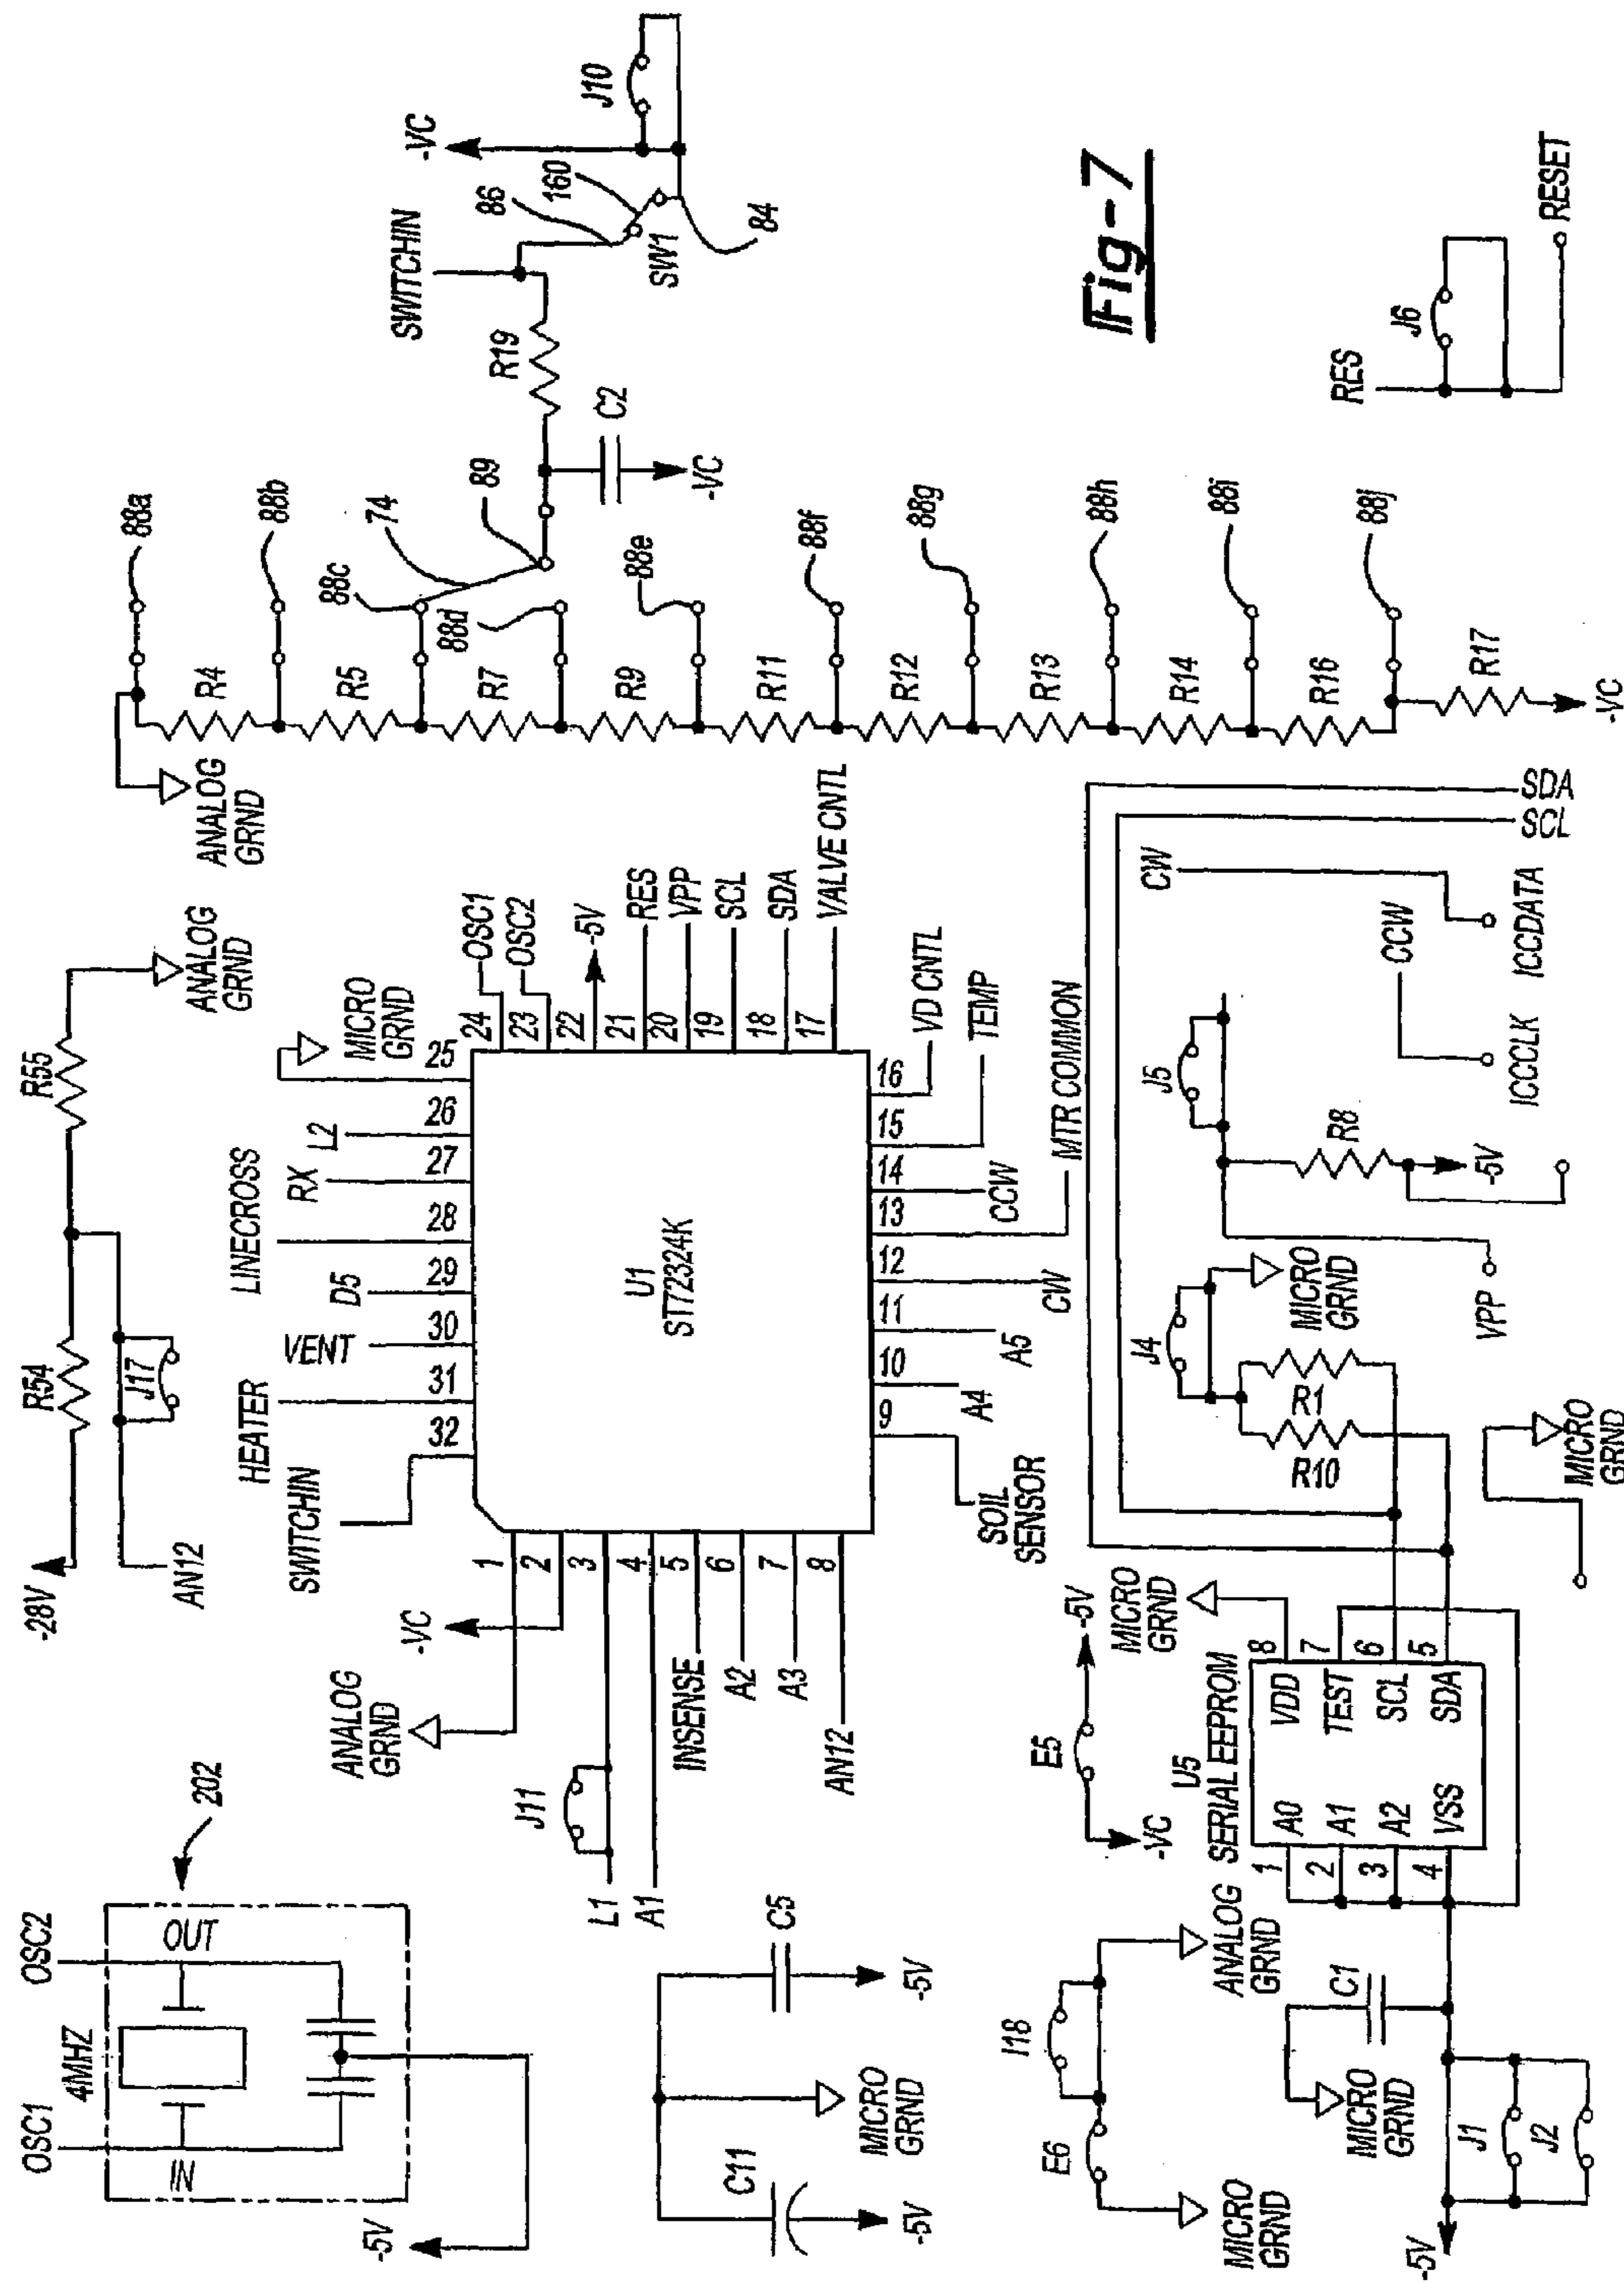 OSC1
OSC2
4MHZ
IN
OUT
202
-5V
-28V
R54
R55
J17
AN12
ANALOG
GRND
ANALOG
GRND
88a
R4
88b
R5
88c
74
R7
88d
89
R9
88e
R11
88f
R12
88g
R13
88h
R14
88i
R16
88j
R17
-VC
C2
-VC
R19
SWITCHIN
86
160
SW1
84
-VC
J10
SWITCHIN
HEATER
VENT
D5
LINECROSS
RX
L2
MICRO
GRND
OSC1
OSC2
-5V
RES
VPP
SCL
SDA
VALVE CNTL
32
31
30
29
28
27
26
25
24
23
22
21
20
19
18
17
U1
ST72324K
1
2
3
4
5
6
7
8
9
10
11
12
13
14
15
16
ANALOG
GRND
-VC
J11
L1
A1
INSENSE
A2
A3
AN12
SOIL
SENSOR
A4
A5
CW
MTR COMMON
CCW
TEMP
VD CNTL
C11
C5
-5V
MICRO
GRND
-5V
E6
I18
MICRO
GRND
ANALOG
GRND
E5
-VC
-5V
U5
SERIAL EEPROM
1
2
3
4
A0
A1
A2
VSS
VDD
TEST
SCL
SDA
8
7
6
5
MICRO
GRND
C1
MICRO
GRND
J1
J2
-5V
R10
R1
J4
MICRO
GRND
MICRO
GRND
VPP
J5
R8
-5V
CCW
ICCCLK
CW
ICCDATA
SCL
SDA
RES
J6
RESET
Fig-7